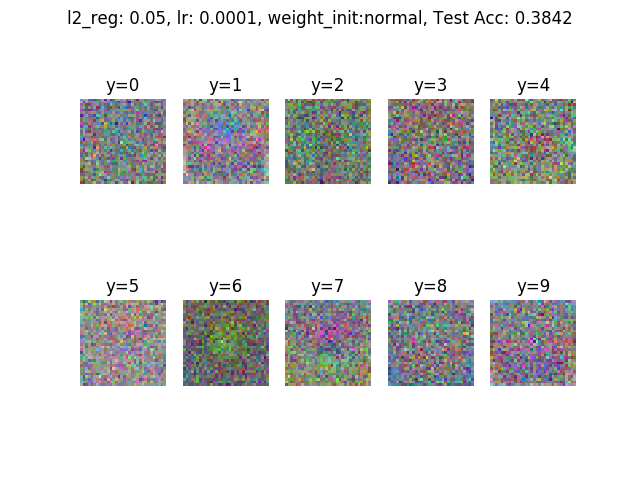 l2_reg: 0.05, lr: 0.0001, weight_init:normal, Test Acc: 0.3842
y=0 y=1 y=2 y=3 y=4
y=5 y=6 y=7 y=8 y=9